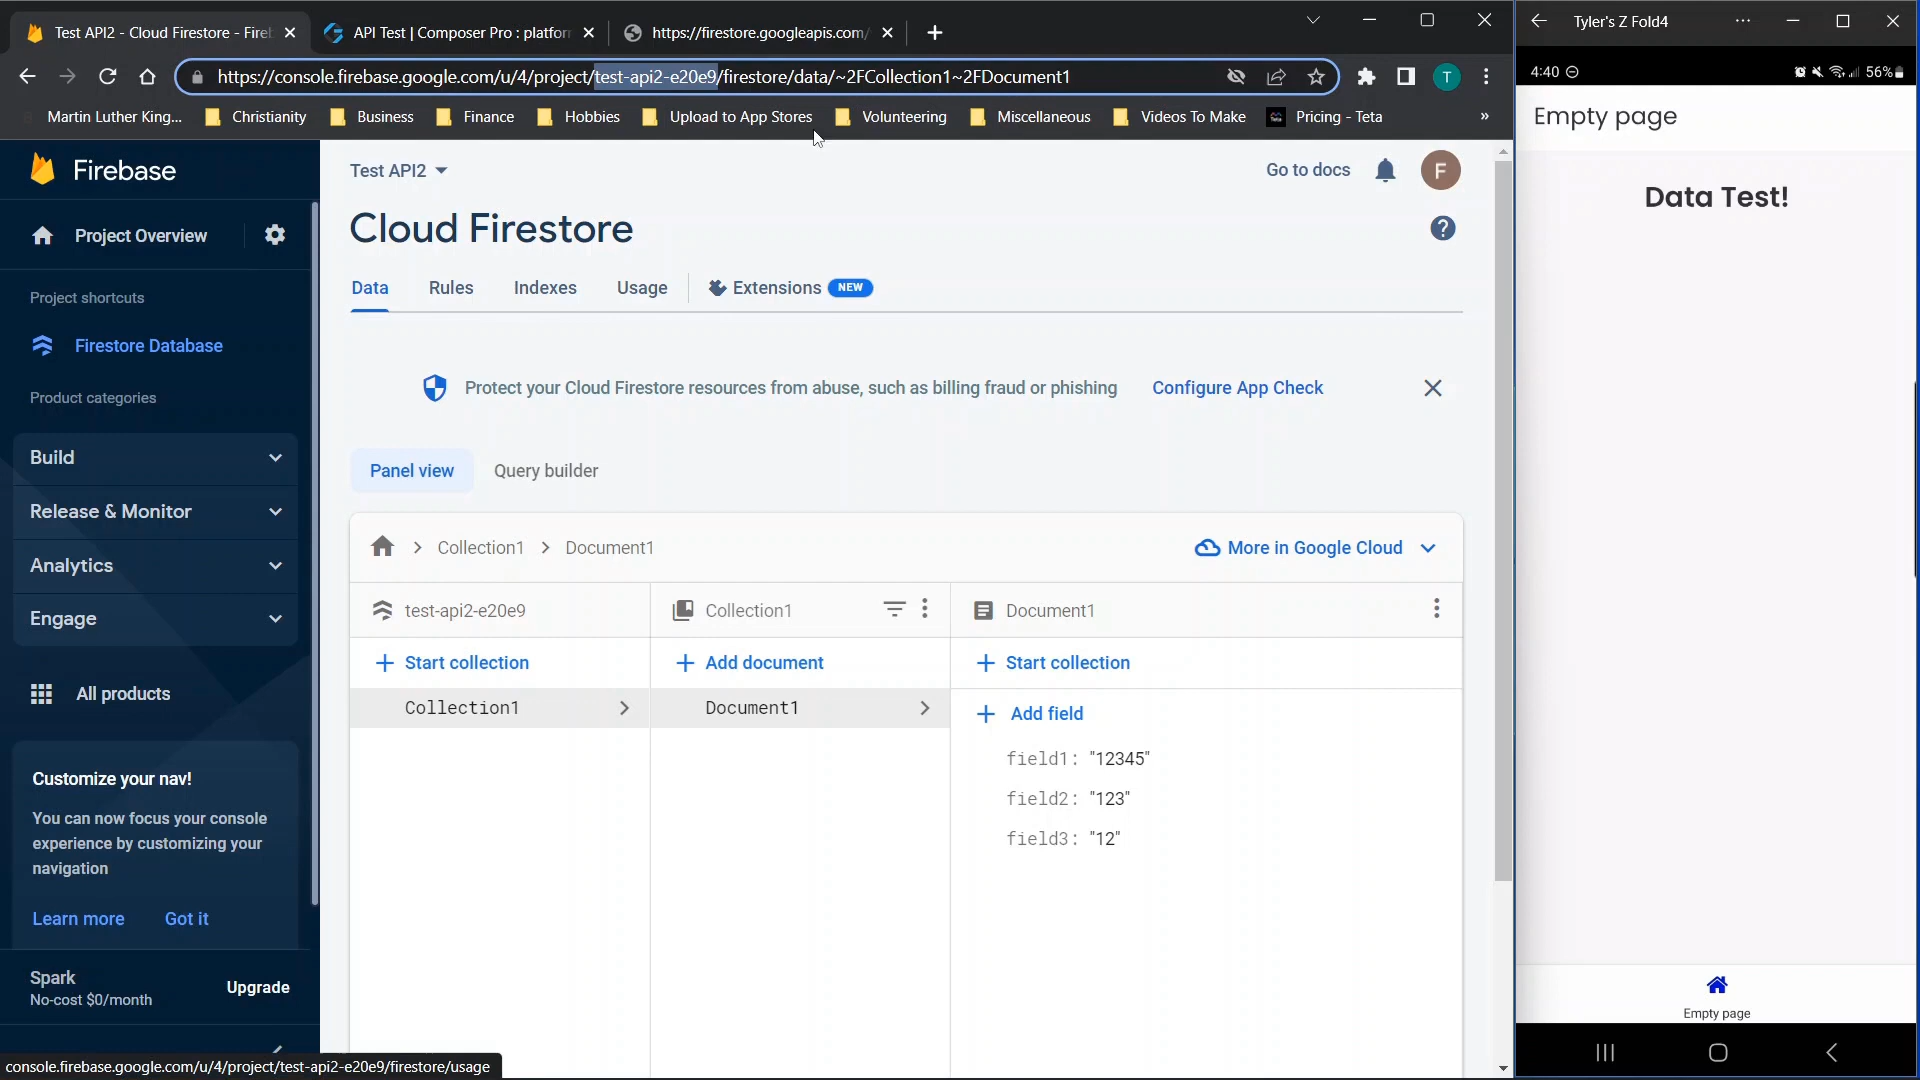 Test API2 - Cloud Firestore - Fire
API Test | Composer Pro : platfor
https://firestore.googleapis.com/
https://console.firebase.google.com/u/4/project/test-api2-e20e9/firestore/data/~2FCollection1~2FDocument1
T
Martin Luther King...
Christianity
Business
Finance
Hobbies
Upload to App Stores
Volunteering
Miscellaneous
Videos To Make
Pricing - Teta
»
Firebase
Project Overview
Project shortcuts
Firestore Database
Product categories
Build
Release & Monitor
Analytics
Engage
All products
Customize your nav!
You can now focus your console
experience by customizing your
navigation
Learn more
Got it
Spark
No-cost $0/month
Upgrade
console.firebase.google.com/u/4/project/test-api2-e20e9/firestore/usage
Test API2
Go to docs
F
Cloud Firestore
?
Data
Rules
Indexes
Usage
Extensions
NEW
Protect your Cloud Firestore resources from abuse, such as billing fraud or phishing
Configure App Check
Panel view
Query builder
Collection1
Document1
More in Google Cloud
test-api2-e20e9
Collection1
Document1
Start collection
Add document
Start collection
Collection1
Document1
Add field
field1: "12345"
field2: "123"
field3: "12"
Tyler's Z Fold4
4:40
56%
Empty page
Data Test!
Empty page